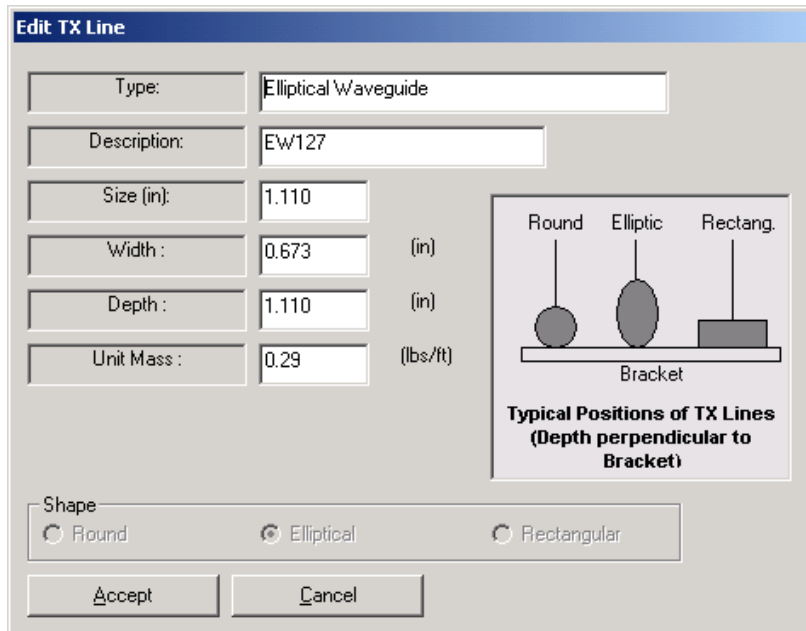 Edit TX Line
Type: Elliptical Waveguide
Description: EW127
Size (in): 1.110
Width : 0.673 (in)
Depth : 1.110 (in)
Unit Mass : 0.29 (lbs/ft)
Round Elliptic Rectang.
Bracket
Typical Positions of TX Lines
(Depth perpendicular to
Bracket)
Shape
Round Elliptical Rectangular
Accept Cancel